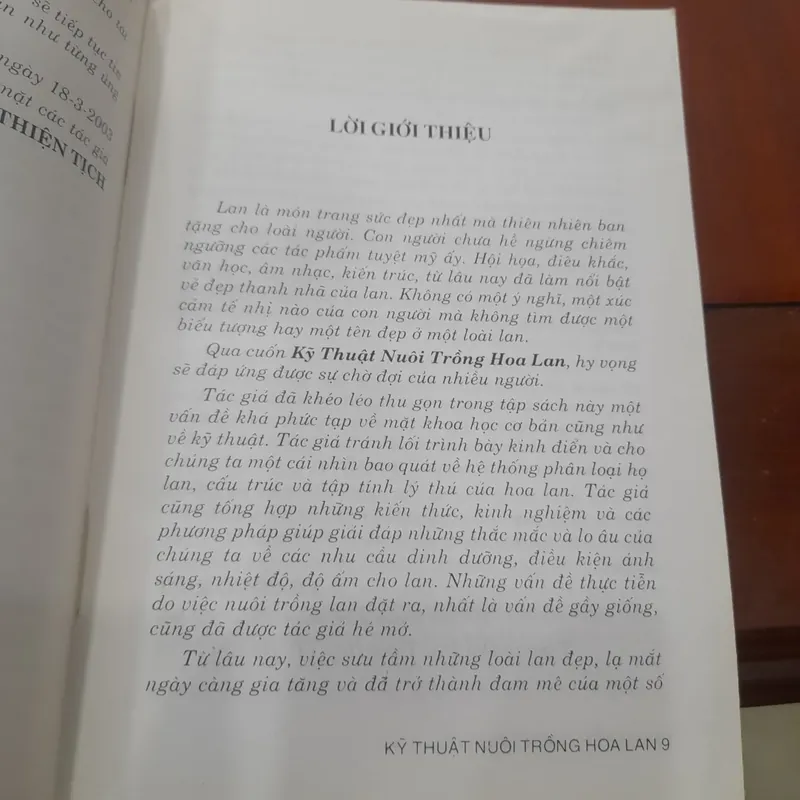 cho tôi
sẽ tiếp tục tin
như từng ủng
ngày 18-3-2003
mặt các tác giả
THIỆN TỊCH
LỜI GIỚI THIỆU
Lan là món trang sức đẹp nhất mà thiên nhiên ban
tặng cho loài người. Con người chưa hề ngừng chiêm
ngưỡng các tác phẩm tuyệt mỹ ấy. Hội họa, điêu khắc,
văn học, âm nhạc, kiến trúc, từ lâu nay đã làm nổi bật
vẻ đẹp thanh nhã của lan. Không có một ý nghĩ, một xúc
cảm tế nhị nào của con người mà không tìm được một
biểu tượng hay một tên đẹp ở một loài lan.
Qua cuốn Kỹ Thuật Nuôi Trồng Hoa Lan, hy vọng
sẽ đáp ứng được sự chờ đợi của nhiều người.
Tác giả đã khéo léo thu gọn trong tập sách này một
vấn đề khá phức tạp về mặt khoa học cơ bản cũng như
về kỹ thuật. Tác giả tránh lối trình bày kinh điển và cho
chúng ta một cái nhìn bao quát về hệ thống phân loại họ
lan, cấu trúc và tập tính lý thú của hoa lan. Tác giả
cũng tổng hợp những kiến thức, kinh nghiệm và các
phương pháp giúp giải đáp những thắc mắc và lo âu của
chúng ta về các nhu cầu dinh dưỡng, điều kiện ánh
sáng, nhiệt độ, độ ẩm cho lan. Những vấn đề thực tiễn
do việc nuôi trồng lan đặt ra, nhất là vấn đề gầy giống,
cũng đã được tác giả hé mở.
Từ lâu nay, việc sưu tầm những loài lan đẹp, lạ mắt
ngày càng gia tăng và đã trở thành đam mê của một số
KỸ THUẬT NUÔI TRỒNG HOA LAN 9